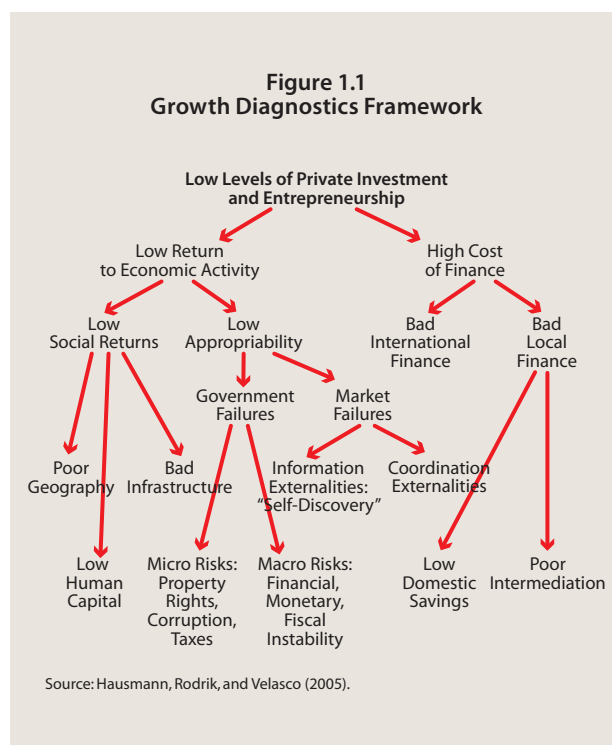 Figure 1.1
Growth Diagnostics Framework
Low Levels of Private Investment
and Entrepreneurship
Low Return
to Economic Activity
High Cost
of Finance
Low
Social Returns
Low
Appropriability
Bad
International
Finance
Bad
Local
Finance
Government
Failures
Market
Failures
Poor
Geography
Bad
Infrastructure
Information
Externalities:
“Self-Discovery”
Coordination
Externalities
Low
Human
Capital
Micro Risks:
Property
Rights,
Corruption,
Taxes
Macro Risks:
Financial,
Monetary,
Fiscal
Instability
Low
Domestic
Savings
Poor
Intermediation
Source: Hausmann, Rodrik, and Velasco (2005).